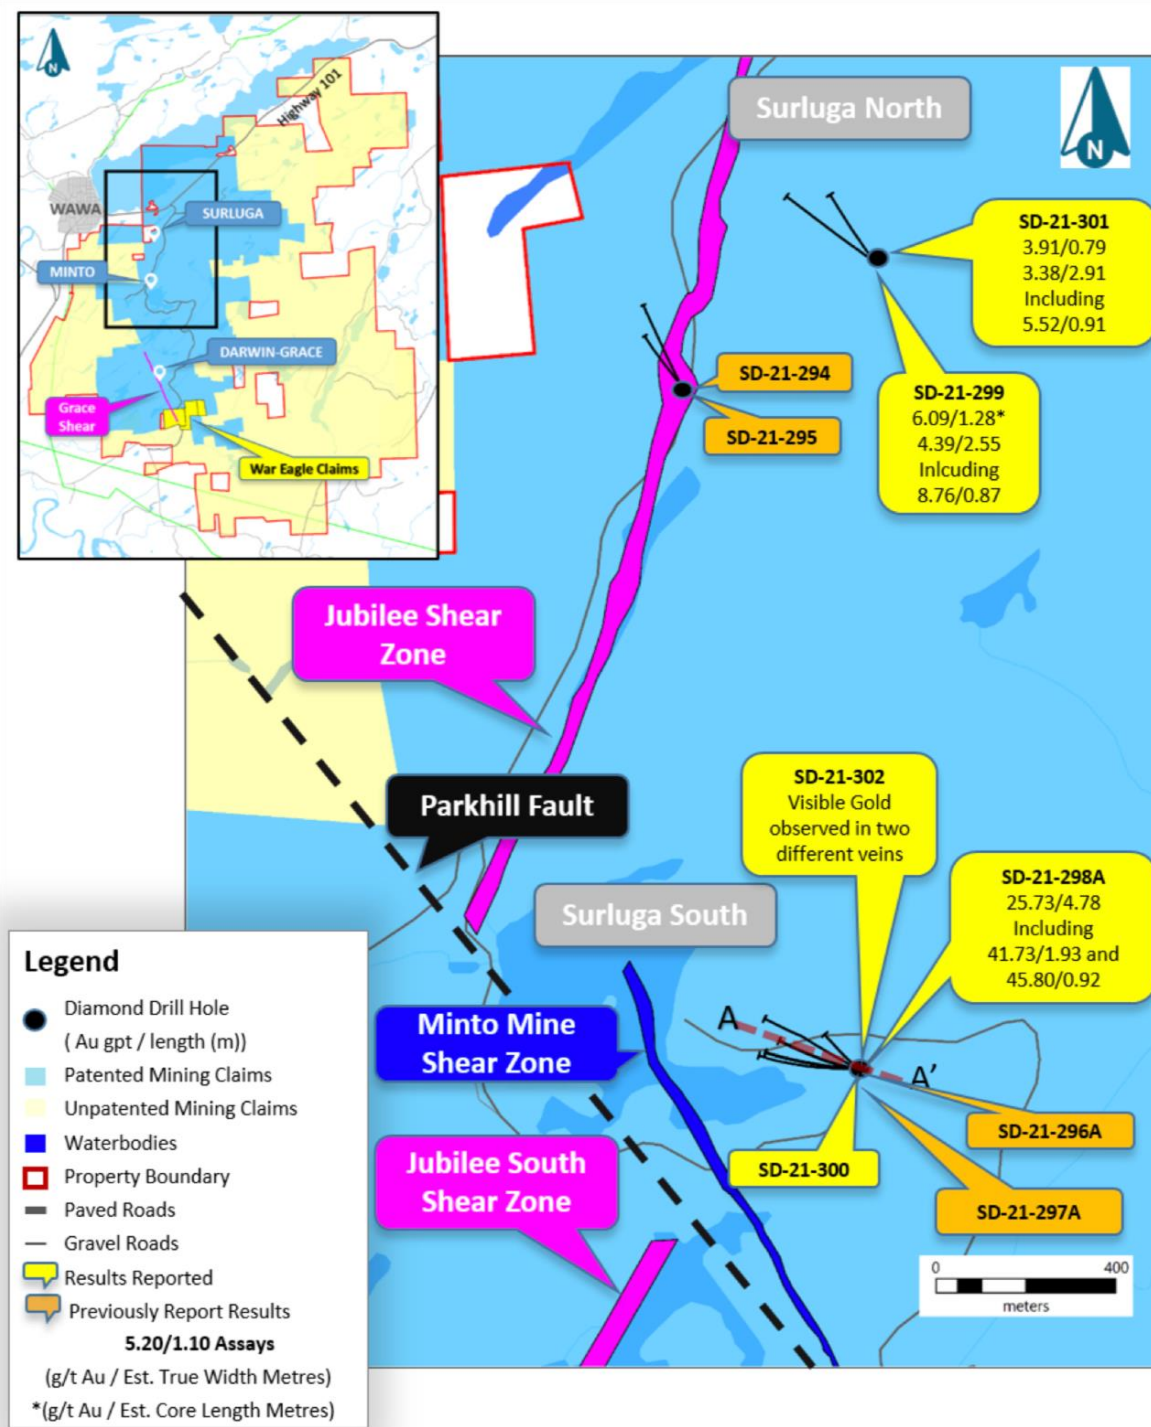 N
Highway 101
WAWA
SURLUGA
MINTO
DARWIN-GRACE
Grace
Shear
War Eagle Claims
Surluga North
N
SD-21-301
3.91/0.79
3.38/2.91
Including
5.52/0.91
SD-21-294
SD-21-295
SD-21-299
6.09/1.28*
4.39/2.55
Inlcuding
8.76/0.87
Jubilee Shear
Zone
Parkhill Fault
SD-21-302
Visible Gold
observed in two
different veins
Surluga South
SD-21-298A
25.73/4.78
Including
41.73/1.93 and
45.80/0.92
Minto Mine
Shear Zone
A
A'
SD-21-296A
SD-21-300
SD-21-297A
Jubilee South
Shear Zone
0 400
meters
Legend
Diamond Drill Hole
( Au gpt / length (m))
Patented Mining Claims
Unpatented Mining Claims
Waterbodies
Property Boundary
Paved Roads
Gravel Roads
Results Reported
Previously Report Results
5.20/1.10 Assays
(g/t Au / Est. True Width Metres)
*(g/t Au / Est. Core Length Metres)